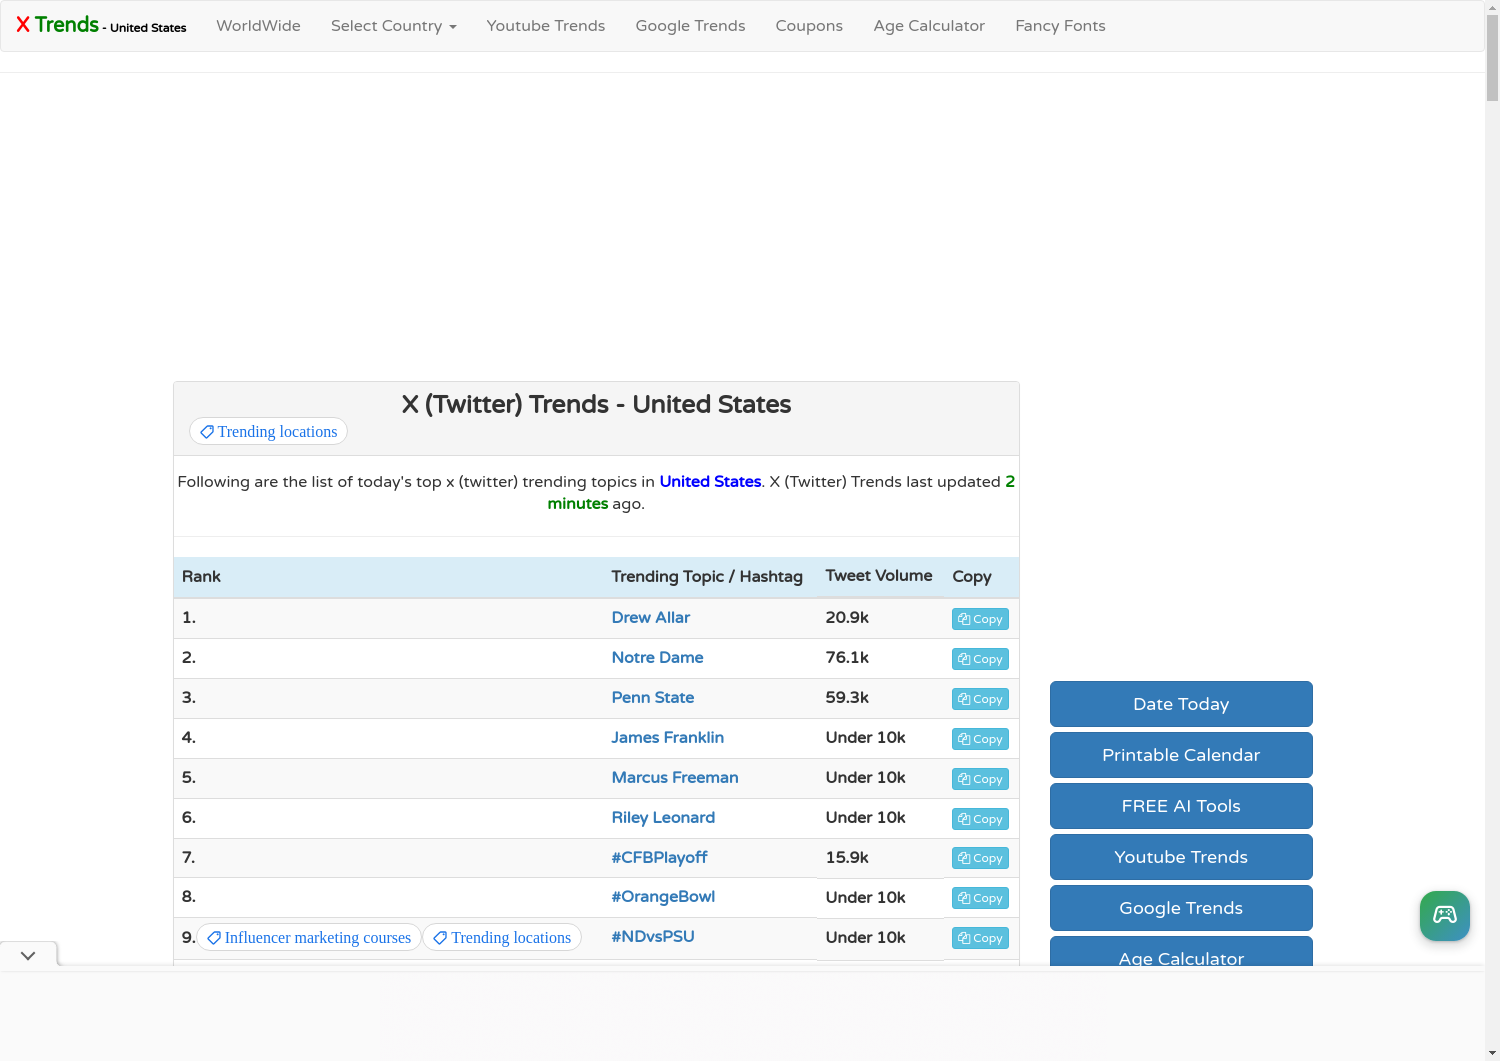 X Trends - United States WorldWide Select Country Youtube Trends Google Trends Coupons Age Calculator Fancy Fonts
X (Twitter) Trends - United States
Trending locations
Following are the list of today's top x (twitter) trending topics in United States. X (Twitter) Trends last updated 2
minutes ago.
Rank Trending Topic / Hashtag Tweet Volume Copy
1. Drew Allar 20.9k Copy
2. Notre Dame 76.1k Copy
3. Penn State 59.3k Copy
4. James Franklin Under 10k Copy
5. Marcus Freeman Under 10k Copy
6. Riley Leonard Under 10k Copy
7. #CFBPlayoff 15.9k Copy
8. #OrangeBowl Under 10k Copy
9. Influencer marketing courses Trending locations #NDvsPSU Under 10k Copy
Date Today
Printable Calendar
FREE AI Tools
Youtube Trends
Google Trends
Age Calculator